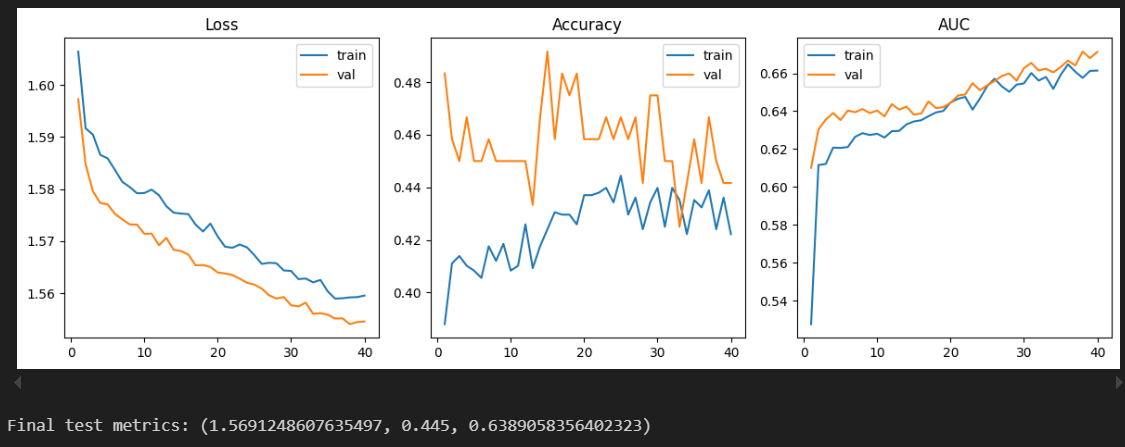 Loss
Accuracy
AUC
train
val
train
val
train
val
1.60
1.59
1.58
1.57
1.56
0.48
0.46
0.44
0.42
0.40
0.66
0.64
0.62
0.60
0.58
0.56
0.54
0 10 20 30 40
0 10 20 30 40
0 10 20 30 40
Final test metrics: (1.5691248607635497, 0.445, 0.6389058356402323)